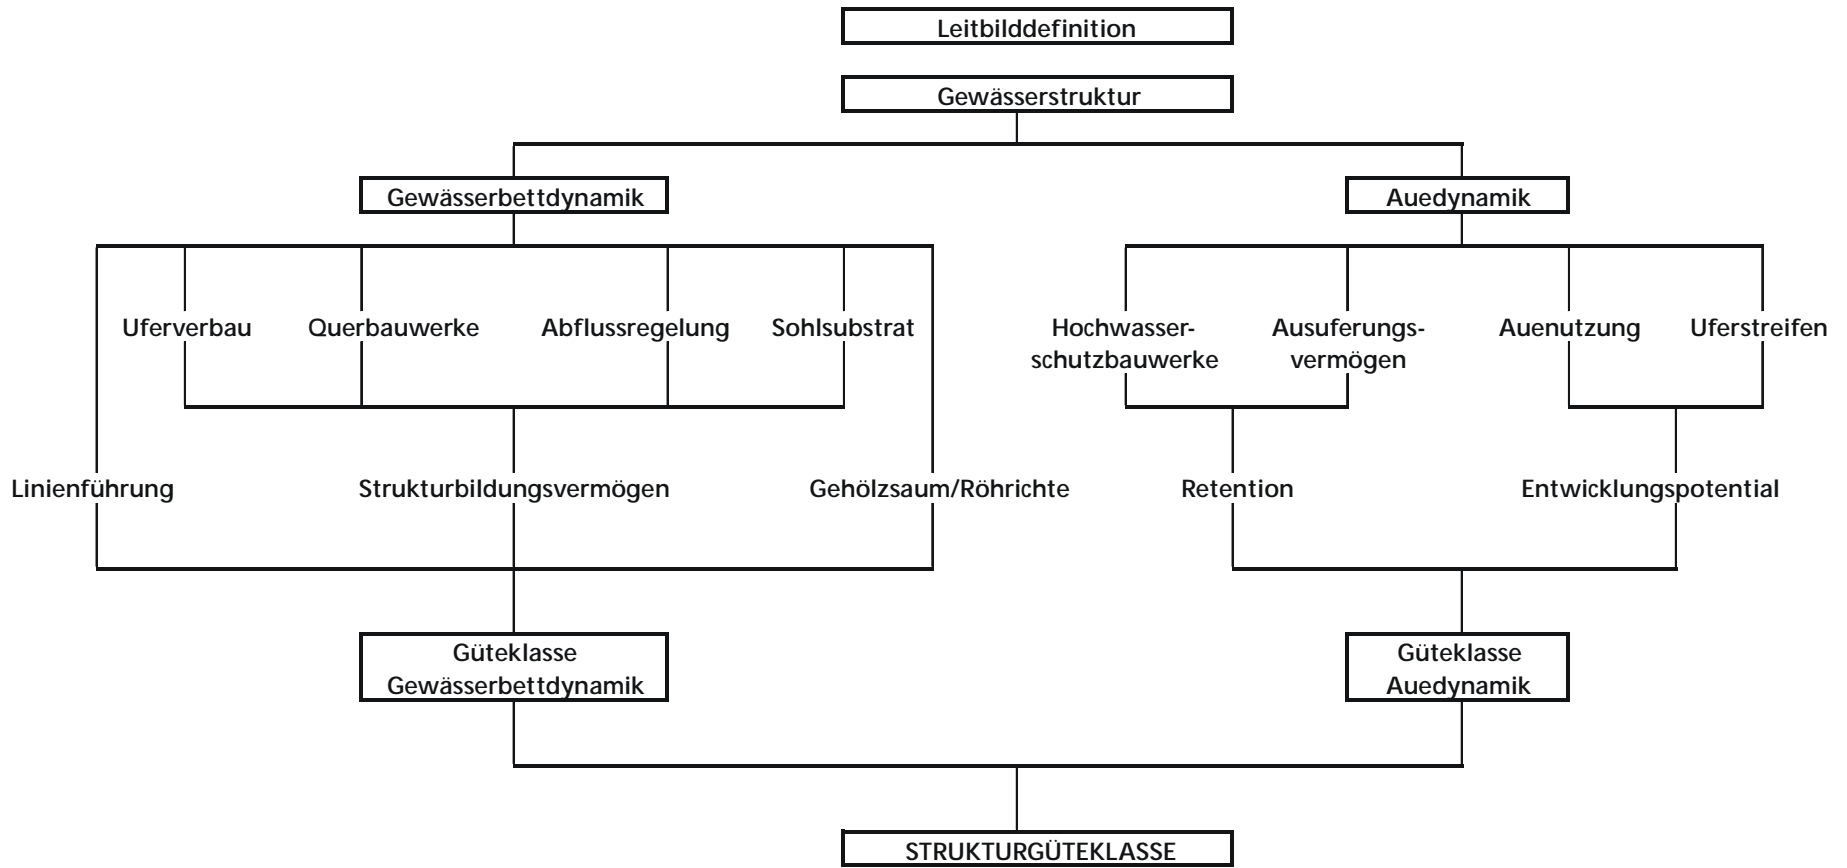 Leitbilddefinition
Gewässerstruktur
Gewässerbettdynamik
Auedynamik
Uferverbau
Querbauwerke
Abflussregelung
Sohlsubstrat
Hochwasser-
schutzbauwerke
Ausuferungs-
vermögen
Auenutzung
Uferstreifen
Linienführung
Strukturbildungsvermögen
Gehölzsaum/Röhrichte
Retention
Entwicklungspotential
Güteklasse
Gewässerbettdynamik
Güteklasse
Auedynamik
STRUKTURGÜTEKLASSE